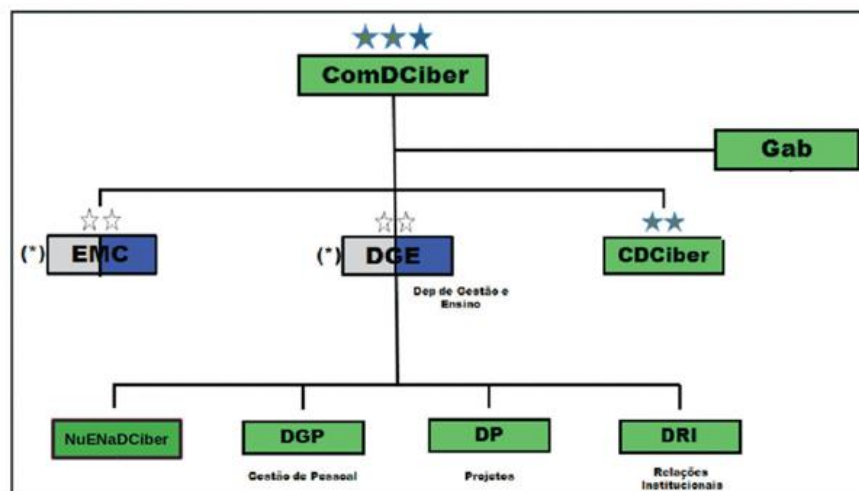 ComDCiber
Gab
(*) EMC
(*) DGE
CDCiber
Dep de Gestão e
Ensino
NuENaDCiber
DGP
DP
DRI
Gestão de Pessoal
Projetos
Relações
Institucionais